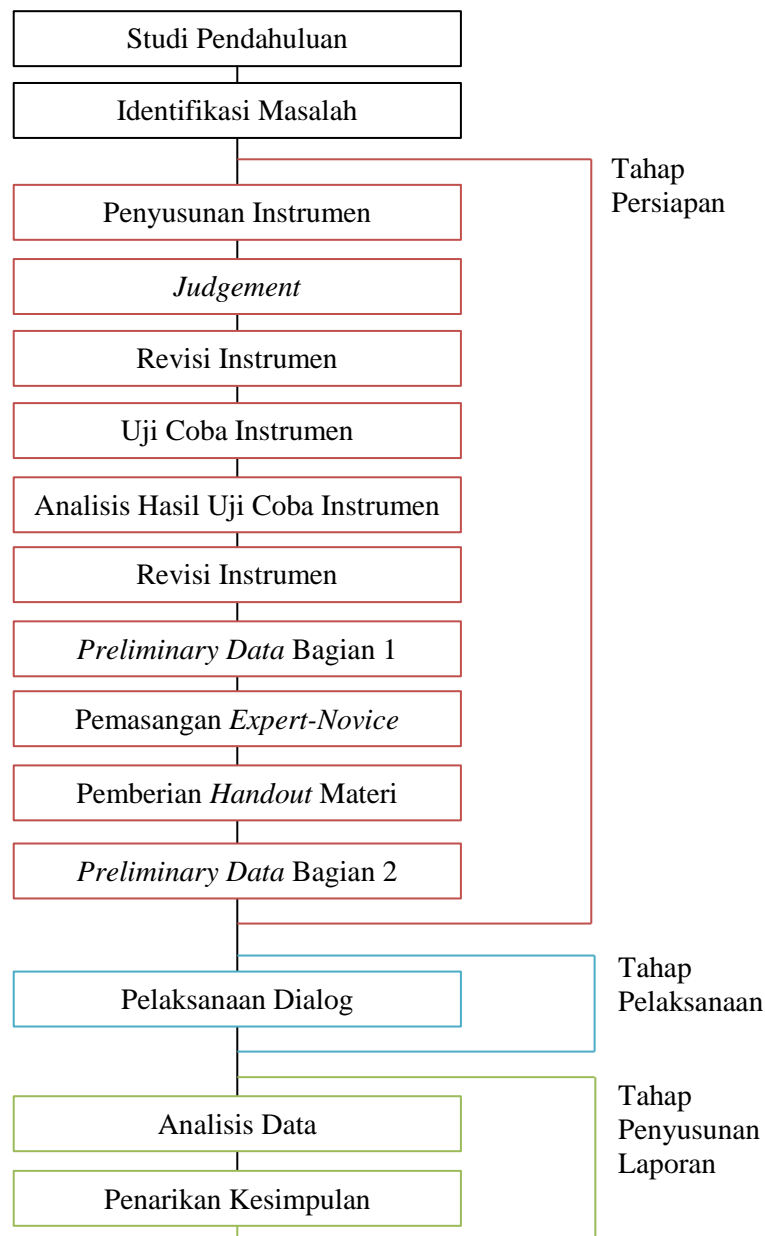 Studi Pendahuluan
Identifikasi Masalah
Tahap
Persiapan
Penyusunan Instrumen
Judgement
Revisi Instrumen
Uji Coba Instrumen
Analisis Hasil Uji Coba Instrumen
Revisi Instrumen
Preliminary Data Bagian 1
Pemasangan Expert-Novice
Pemberian Handout Materi
Preliminary Data Bagian 2
Tahap
Pelaksanaan
Pelaksanaan Dialog
Tahap
Penyusunan
Laporan
Analisis Data
Penarikan Kesimpulan